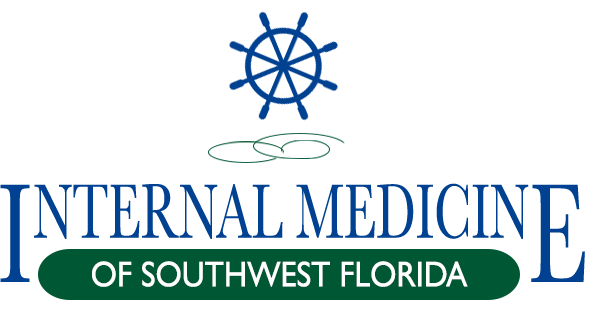 INTERNAL MEDICINE
OF SOUTHWEST FLORIDA